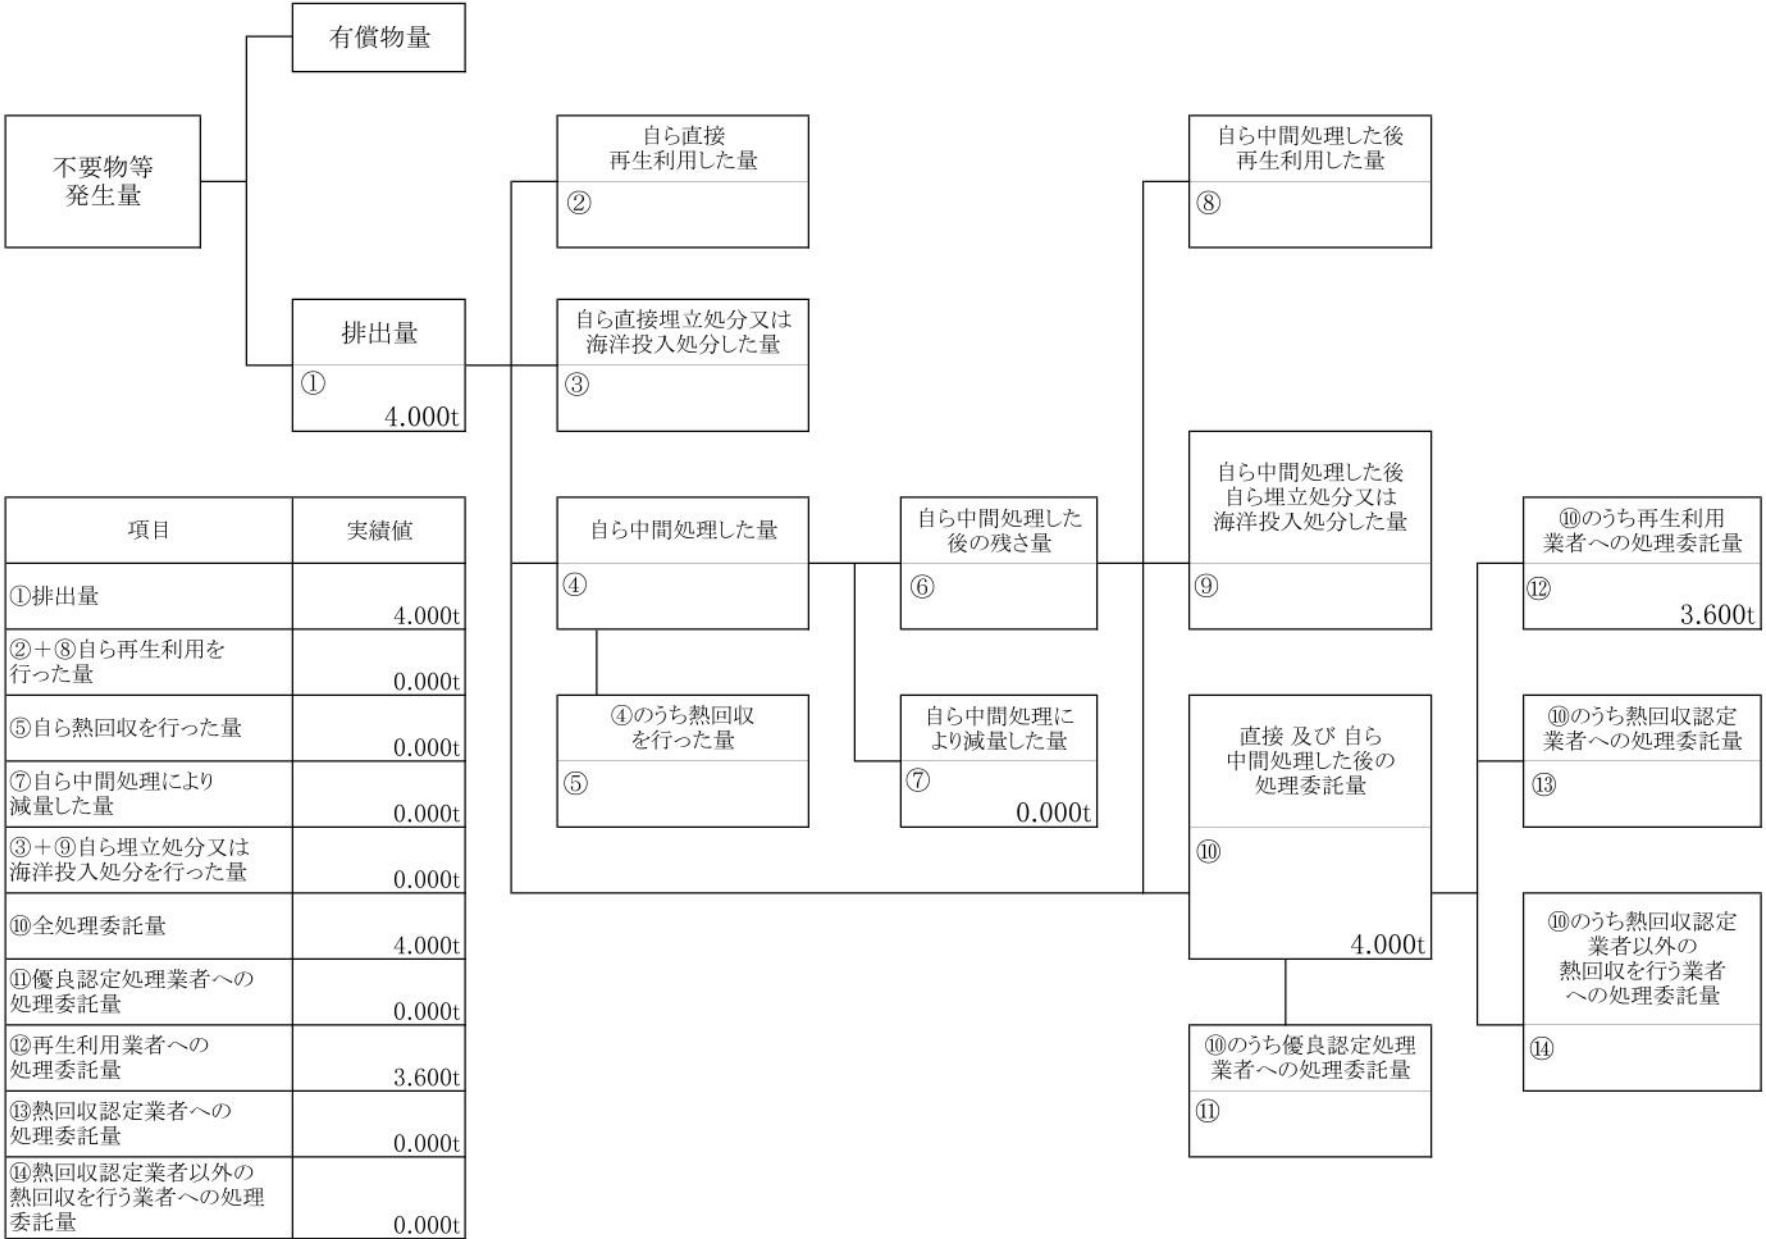 有償物量
不要物等
発生量
自ら直接
再生利用した量
②
自ら中間処理した後
再生利用した量
⑧
排出量
①
4.000t
自ら直接埋立処分又は
海洋投入処分した量
③
自ら中間処理した量
④
自ら中間処理した
後の残さ量
⑥
自ら中間処理した後
自ら埋立処分又は
海洋投入処分した量
⑨
⑩のうち再生利用
業者への処理委託量
⑫
3.600t
④のうち熱回収
を行った量
⑤
自ら中間処理に
より減量した量
⑦
0.000t
直接 及び 自ら
中間処理した後の
処理委託量
⑩
4.000t
⑩のうち熱回収認定
業者への処理委託量
⑬
⑩のうち熱回収認定
業者以外の
熱回収を行う業者
への処理委託量
⑭
⑩のうち優良認定処理
業者への処理委託量
⑪
項目 実績値
①排出量
4.000t
②+⑧自ら再生利用を
行った量
0.000t
⑤自ら熱回収を行った量
0.000t
⑦自ら中間処理により
減量した量
0.000t
③+⑨自ら埋立処分又は
海洋投入処分を行った量
0.000t
⑩全処理委託量
4.000t
⑪優良認定処理業者への
処理委託量
0.000t
⑫再生利用業者への
処理委託量
3.600t
⑬熱回収認定業者への
処理委託量
0.000t
⑭熱回収認定業者以外の
熱回収を行う業者への処理
委託量
0.000t